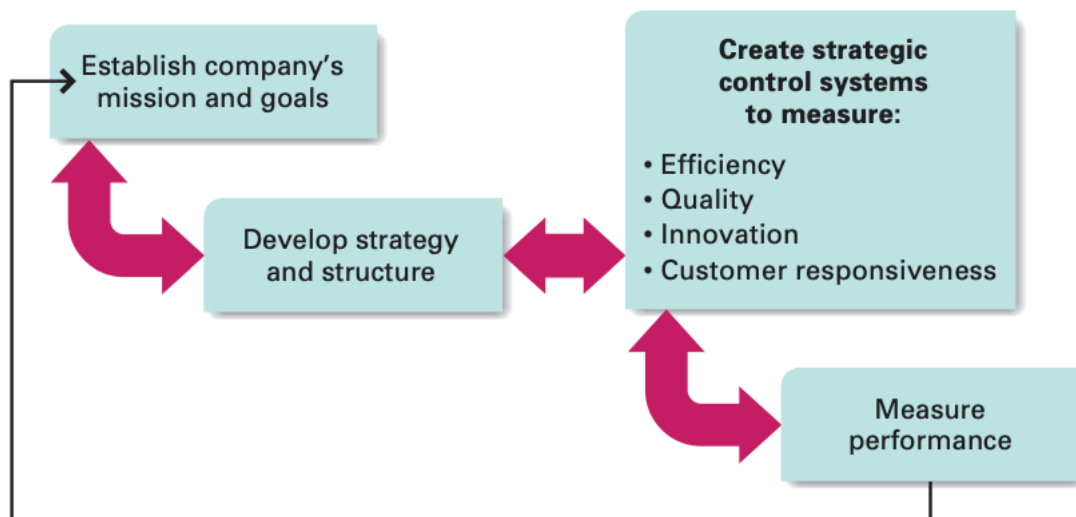 Establish company's
mission and goals
Develop strategy
and structure
Create strategic
control systems
to measure:
• Efficiency
• Quality
• Innovation
• Customer responsiveness
Measure
performance